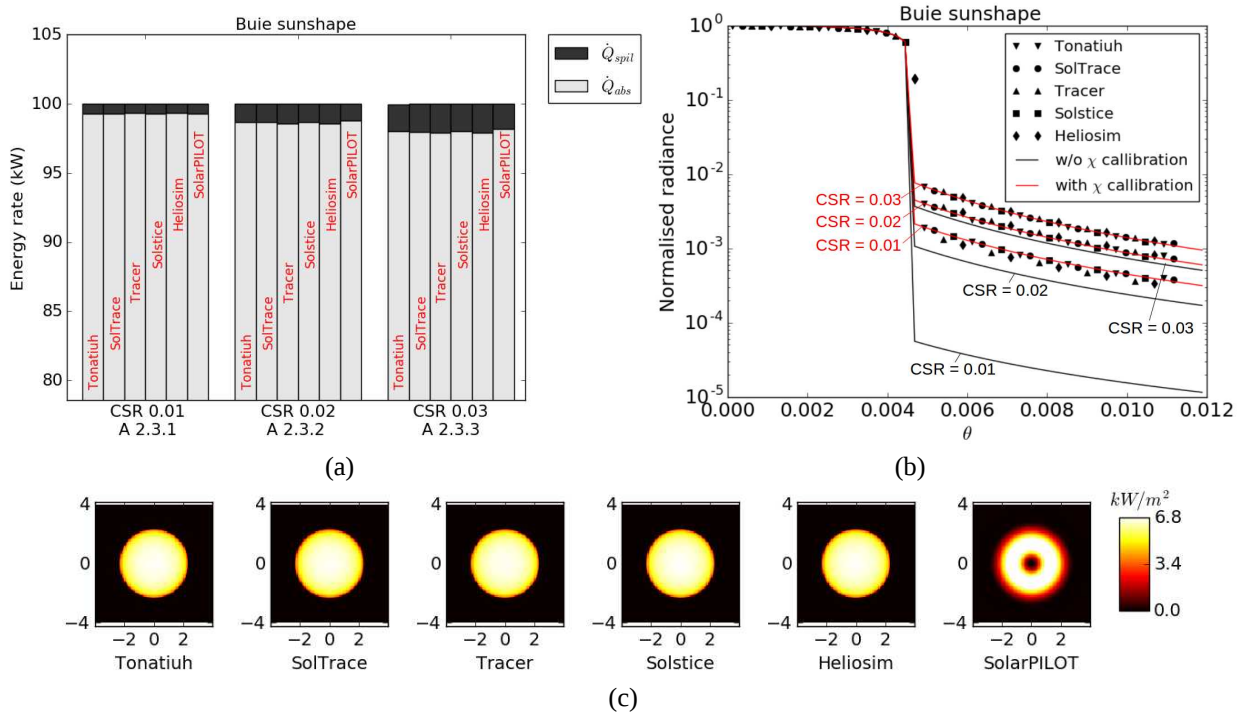 Buie sunshape
105
100
95
90
85
80
Energy rate (kW)
Q̇_spil
Q̇_abs
Tonatiuh
SolTrace
Tracer
Solstice
Heliosim
SolarPILOT
Tonatiuh
SolTrace
Tracer
Solstice
Heliosim
SolarPILOT
Tonatiuh
SolTrace
Tracer
Solstice
Heliosim
SolarPILOT
CSR 0.01
A 2.3.1
CSR 0.02
A 2.3.2
CSR 0.03
A 2.3.3
(a)
Buie sunshape
10^0
10^-1
10^-2
10^-3
10^-4
10^-5
Normalised radiance
Tonatiuh
SolTrace
Tracer
Solstice
Heliosim
w/o χ callibration
with χ callibration
CSR = 0.03
CSR = 0.02
CSR = 0.01
CSR = 0.02
CSR = 0.03
CSR = 0.01
0.000 0.002 0.004 0.006 0.008 0.010 0.012
θ
(b)
4
0
−4
−2 0 2
Tonatiuh
4
0
−4
−2 0 2
SolTrace
4
0
−4
−2 0 2
Tracer
4
0
−4
−2 0 2
Solstice
4
0
−4
−2 0 2
Heliosim
4
0
−4
−2 0 2
SolarPILOT
kW/m^2
6.8
3.4
0.0
(c)